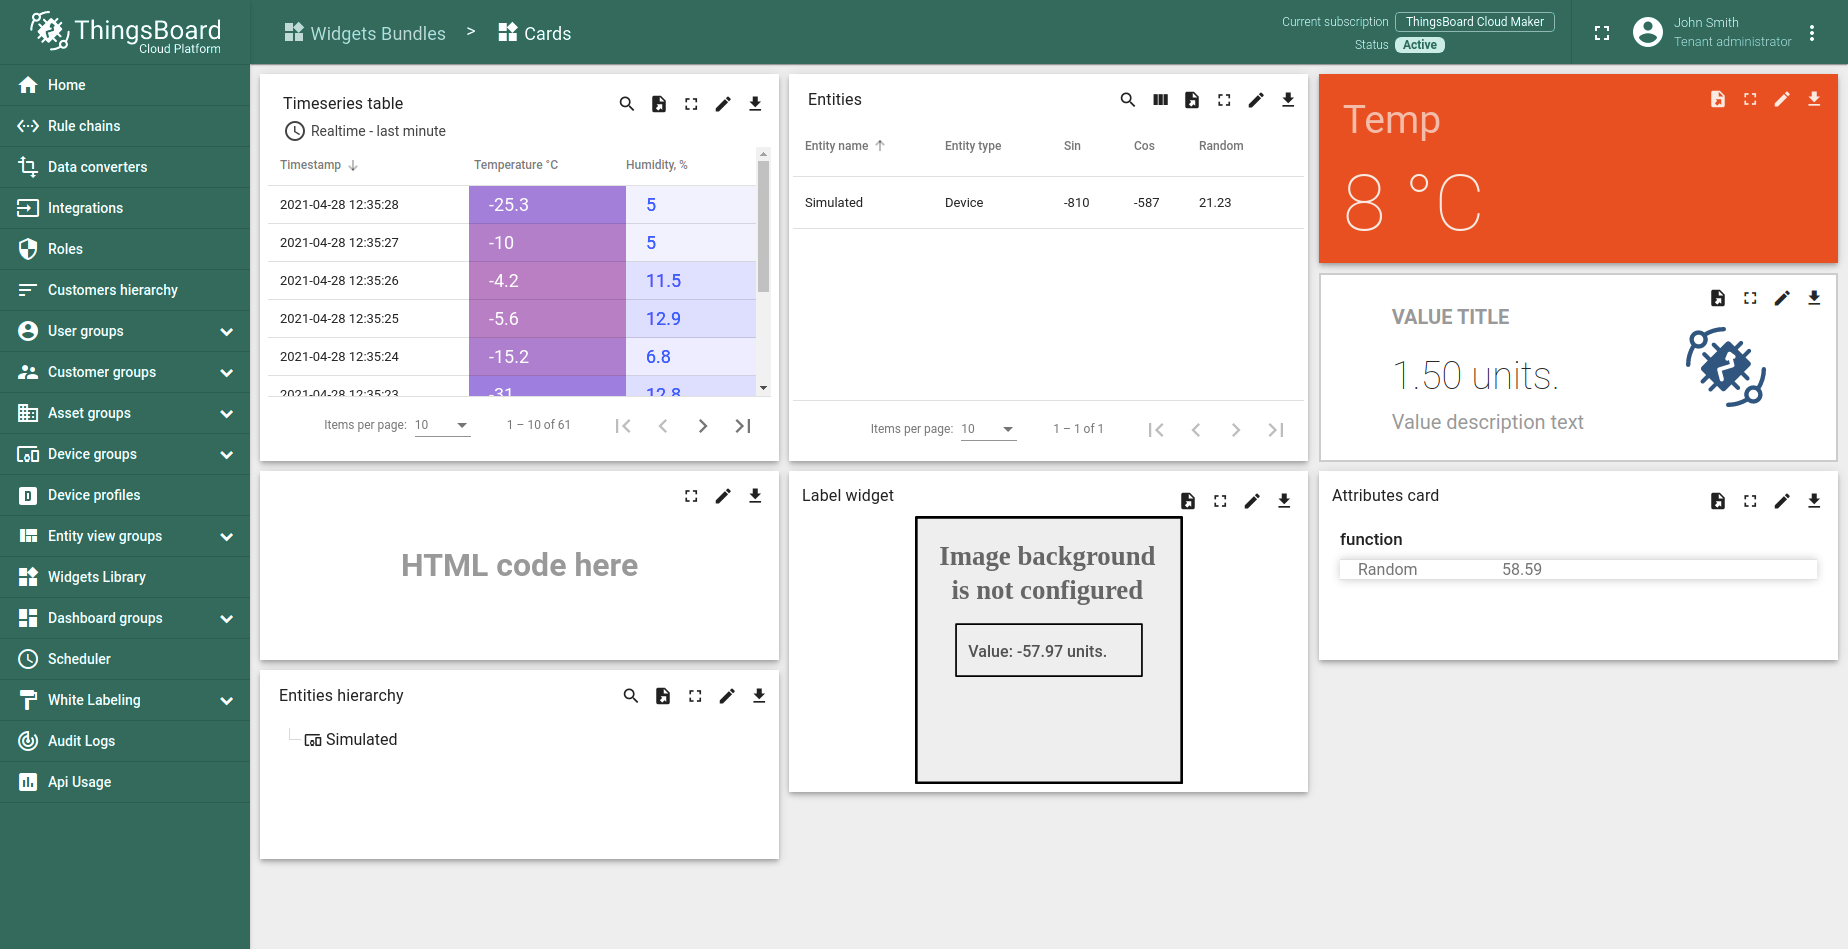 ThingsBoard
Cloud Platform
Home
Rule chains
Data converters
Integrations
Roles
Customers hierarchy
User groups
Customer groups
Asset groups
Device groups
Device profiles
Entity view groups
Widgets Library
Dashboard groups
Scheduler
White Labeling
Audit Logs
Api Usage
Widgets Bundles > Cards
Current subscription ThingsBoard Cloud Maker
Status Active
John Smith
Tenant administrator
Timeseries table
Realtime - last minute
Timestamp Temperature °C Humidity, %
2021-04-28 12:35:28 -25.3 5
2021-04-28 12:35:27 -10 5
2021-04-28 12:35:26 -4.2 11.5
2021-04-28 12:35:25 -5.6 12.9
2021-04-28 12:35:24 -15.2 6.8
2021-04-28 12:35:23 -31 12.8
Items per page: 10 1 – 10 of 61
Entities
Entity name Entity type Sin Cos Random
Simulated Device -810 -587 21.23
Items per page: 10 1 – 1 of 1
Temp
8 °C
VALUE TITLE
1.50 units.
Value description text
HTML code here
Label widget
Image background
is not configured
Value: -57.97 units.
Attributes card
function
Random 58.59
Entities hierarchy
Simulated